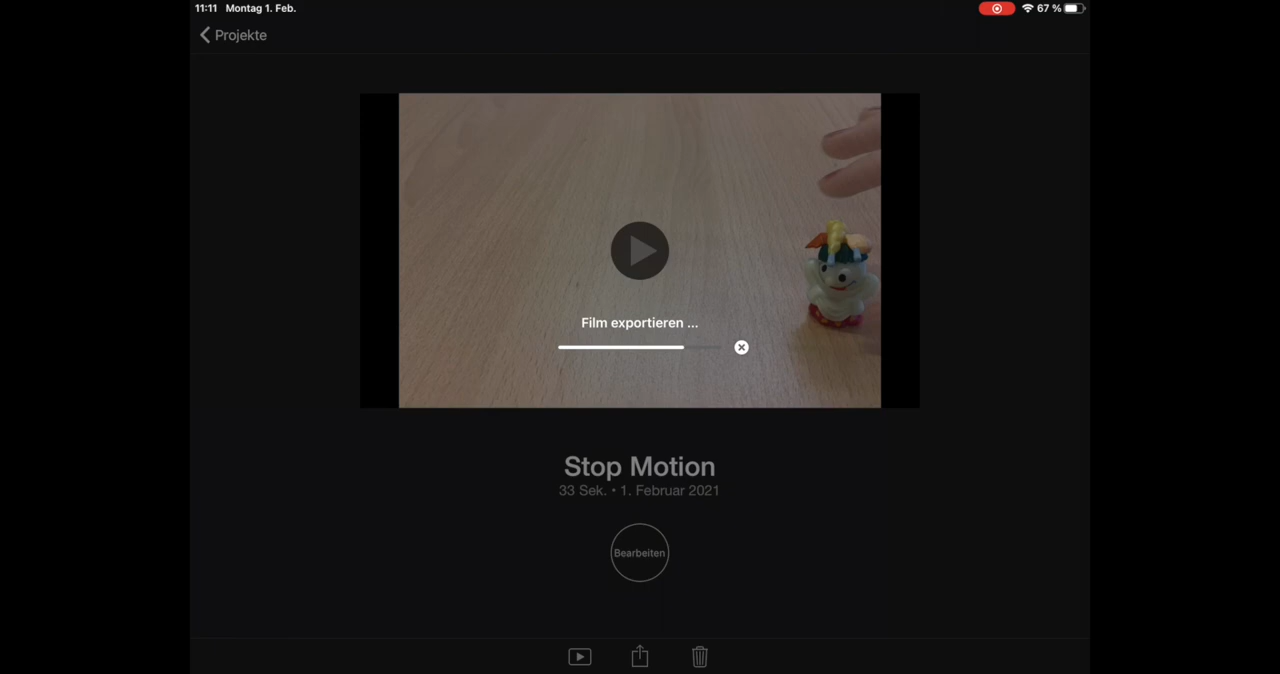 11:11 Montag 1. Feb. 67 %
Projekte
Film exportieren ...
Stop Motion
33 Sek. • 1. Februar 2021
Bearbeiten